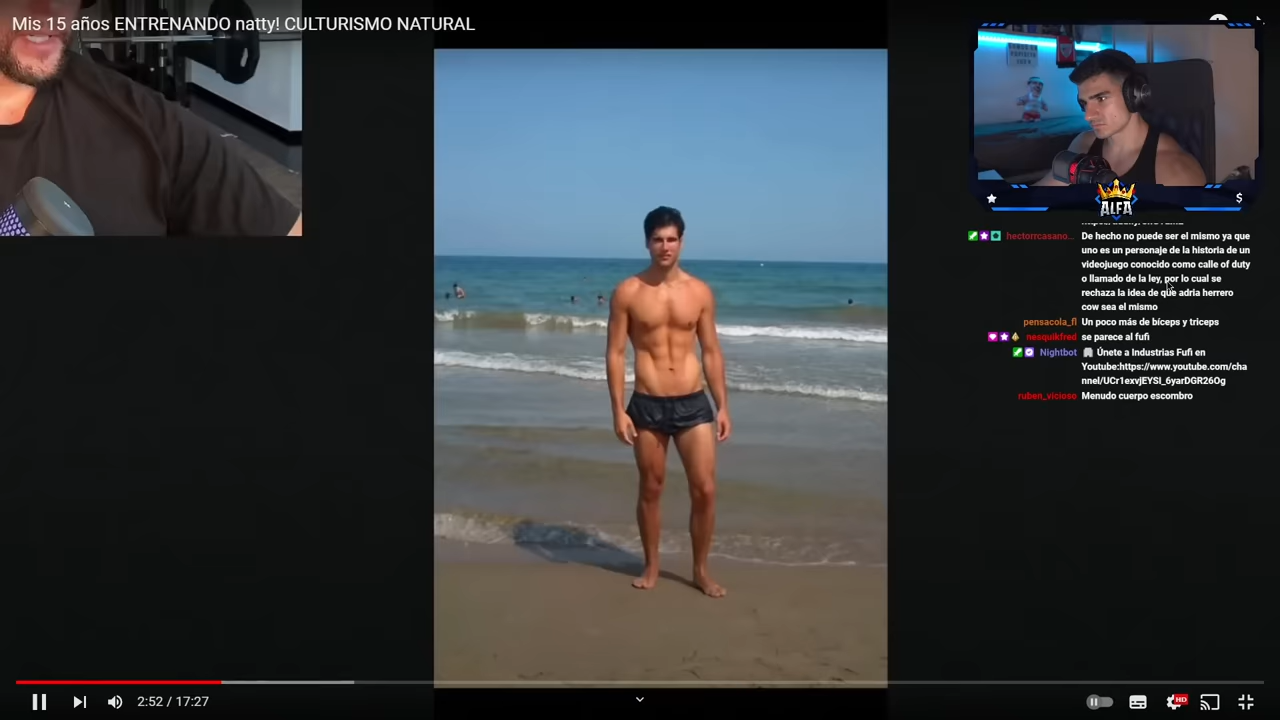 Mis 15 años ENTRENANDO natty! CULTURISMO NATURAL
ALFA
$
hectorrcasano... De hecho no puede ser el mismo ya que
uno es un personaje de la historia de un
videojuego conocido como calle of duty
o llamado de la ley, por lo cual se
rechaza la idea de que adria herrero
cow sea el mismo
pensacola_fl Un poco más de bíceps y triceps
nesquikfred se parece al fufi
Nightbot Únete a Industrias Fufi en
Youtube:https://www.youtube.com/cha
nnel/UCr1exvjEYSI_6yarDGR26Og
ruben_vicioso Menudo cuerpo escombro
2:52 / 17:27
HD